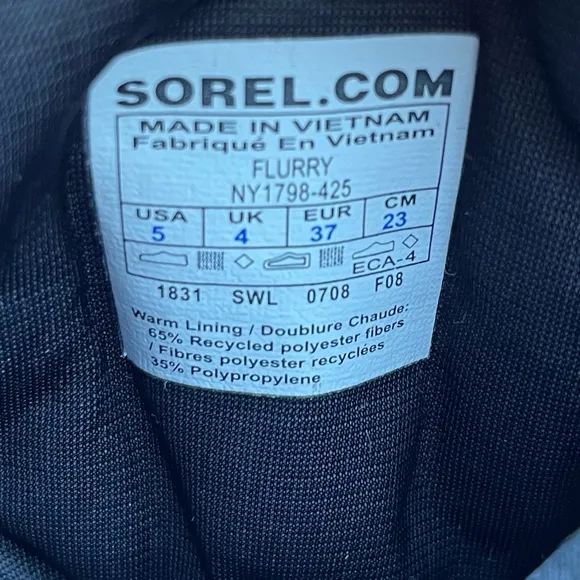 SOREL.COM
MADE IN VIETNAM
Fabriqué En Vietnam
FLURRY
NY1798-425
USA UK EUR CM
5 4 37 23
ECA-4
1831 SWL 0708 F08
Warm Lining / Doublure Chaude:
65% Recycled polyester fibers
/ Fibres polyester recyclées
35% Polypropylene